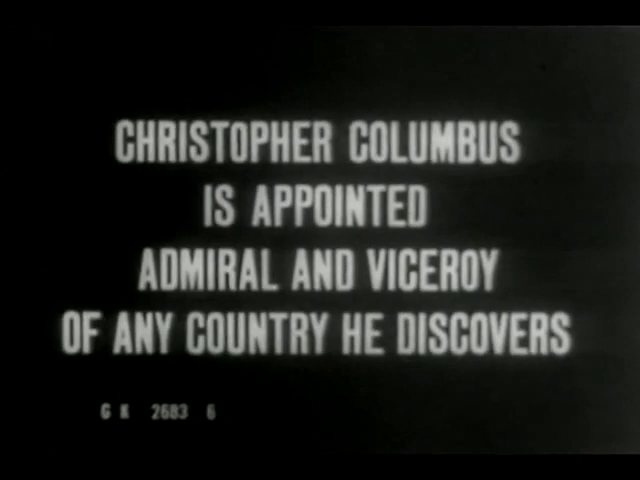 CHRISTOPHER COLUMBUS
IS APPOINTED
ADMIRAL AND VICEROY
OF ANY COUNTRY HE DISCOVERS
G K 2683 6